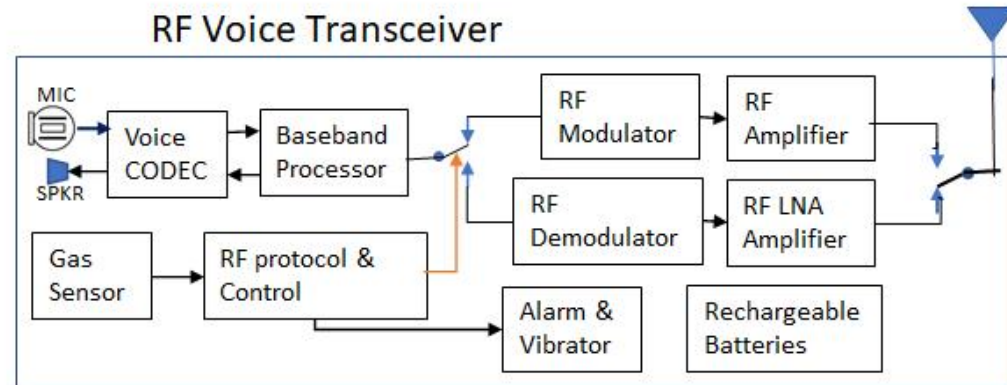 RF Voice Transceiver
MIC
Voice
CODEC
SPKR
Baseband
Processor
RF
Modulator
RF
Amplifier
RF
Demodulator
RF LNA
Amplifier
Gas
Sensor
RF protocol &
Control
Alarm &
Vibrator
Rechargeable
Batteries